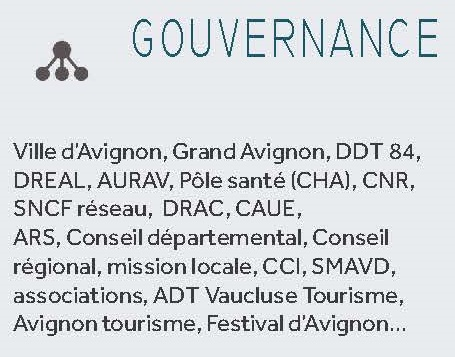 GOUVERNANCE
Ville d'Avignon, Grand Avignon, DDT 84,
DREAL, AURAV, Pôle santé (CHA), CNR,
SNCF réseau, DRAC, CAUE,
ARS, Conseil départemental, Conseil
régional, mission locale, CCI, SMAVD,
associations, ADT Vaucluse Tourisme,
Avignon tourisme, Festival d'Avignon...